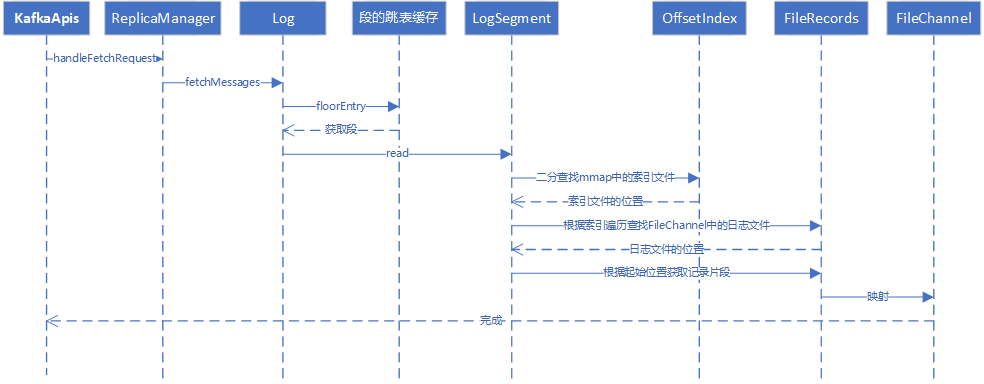 KafkaApis
ReplicaManager
Log
段的跳表缓存
LogSegment
OffsetIndex
FileRecords
FileChannel
handleFetchRequest
fetchMessages
floorEntry
获取段
read
二分查找mmap中的索引文件
索引文件的位置
根据索引遍历查找FileChannel中的日志文件
日志文件的位置
根据起始位置获取记录片段
映射
完成